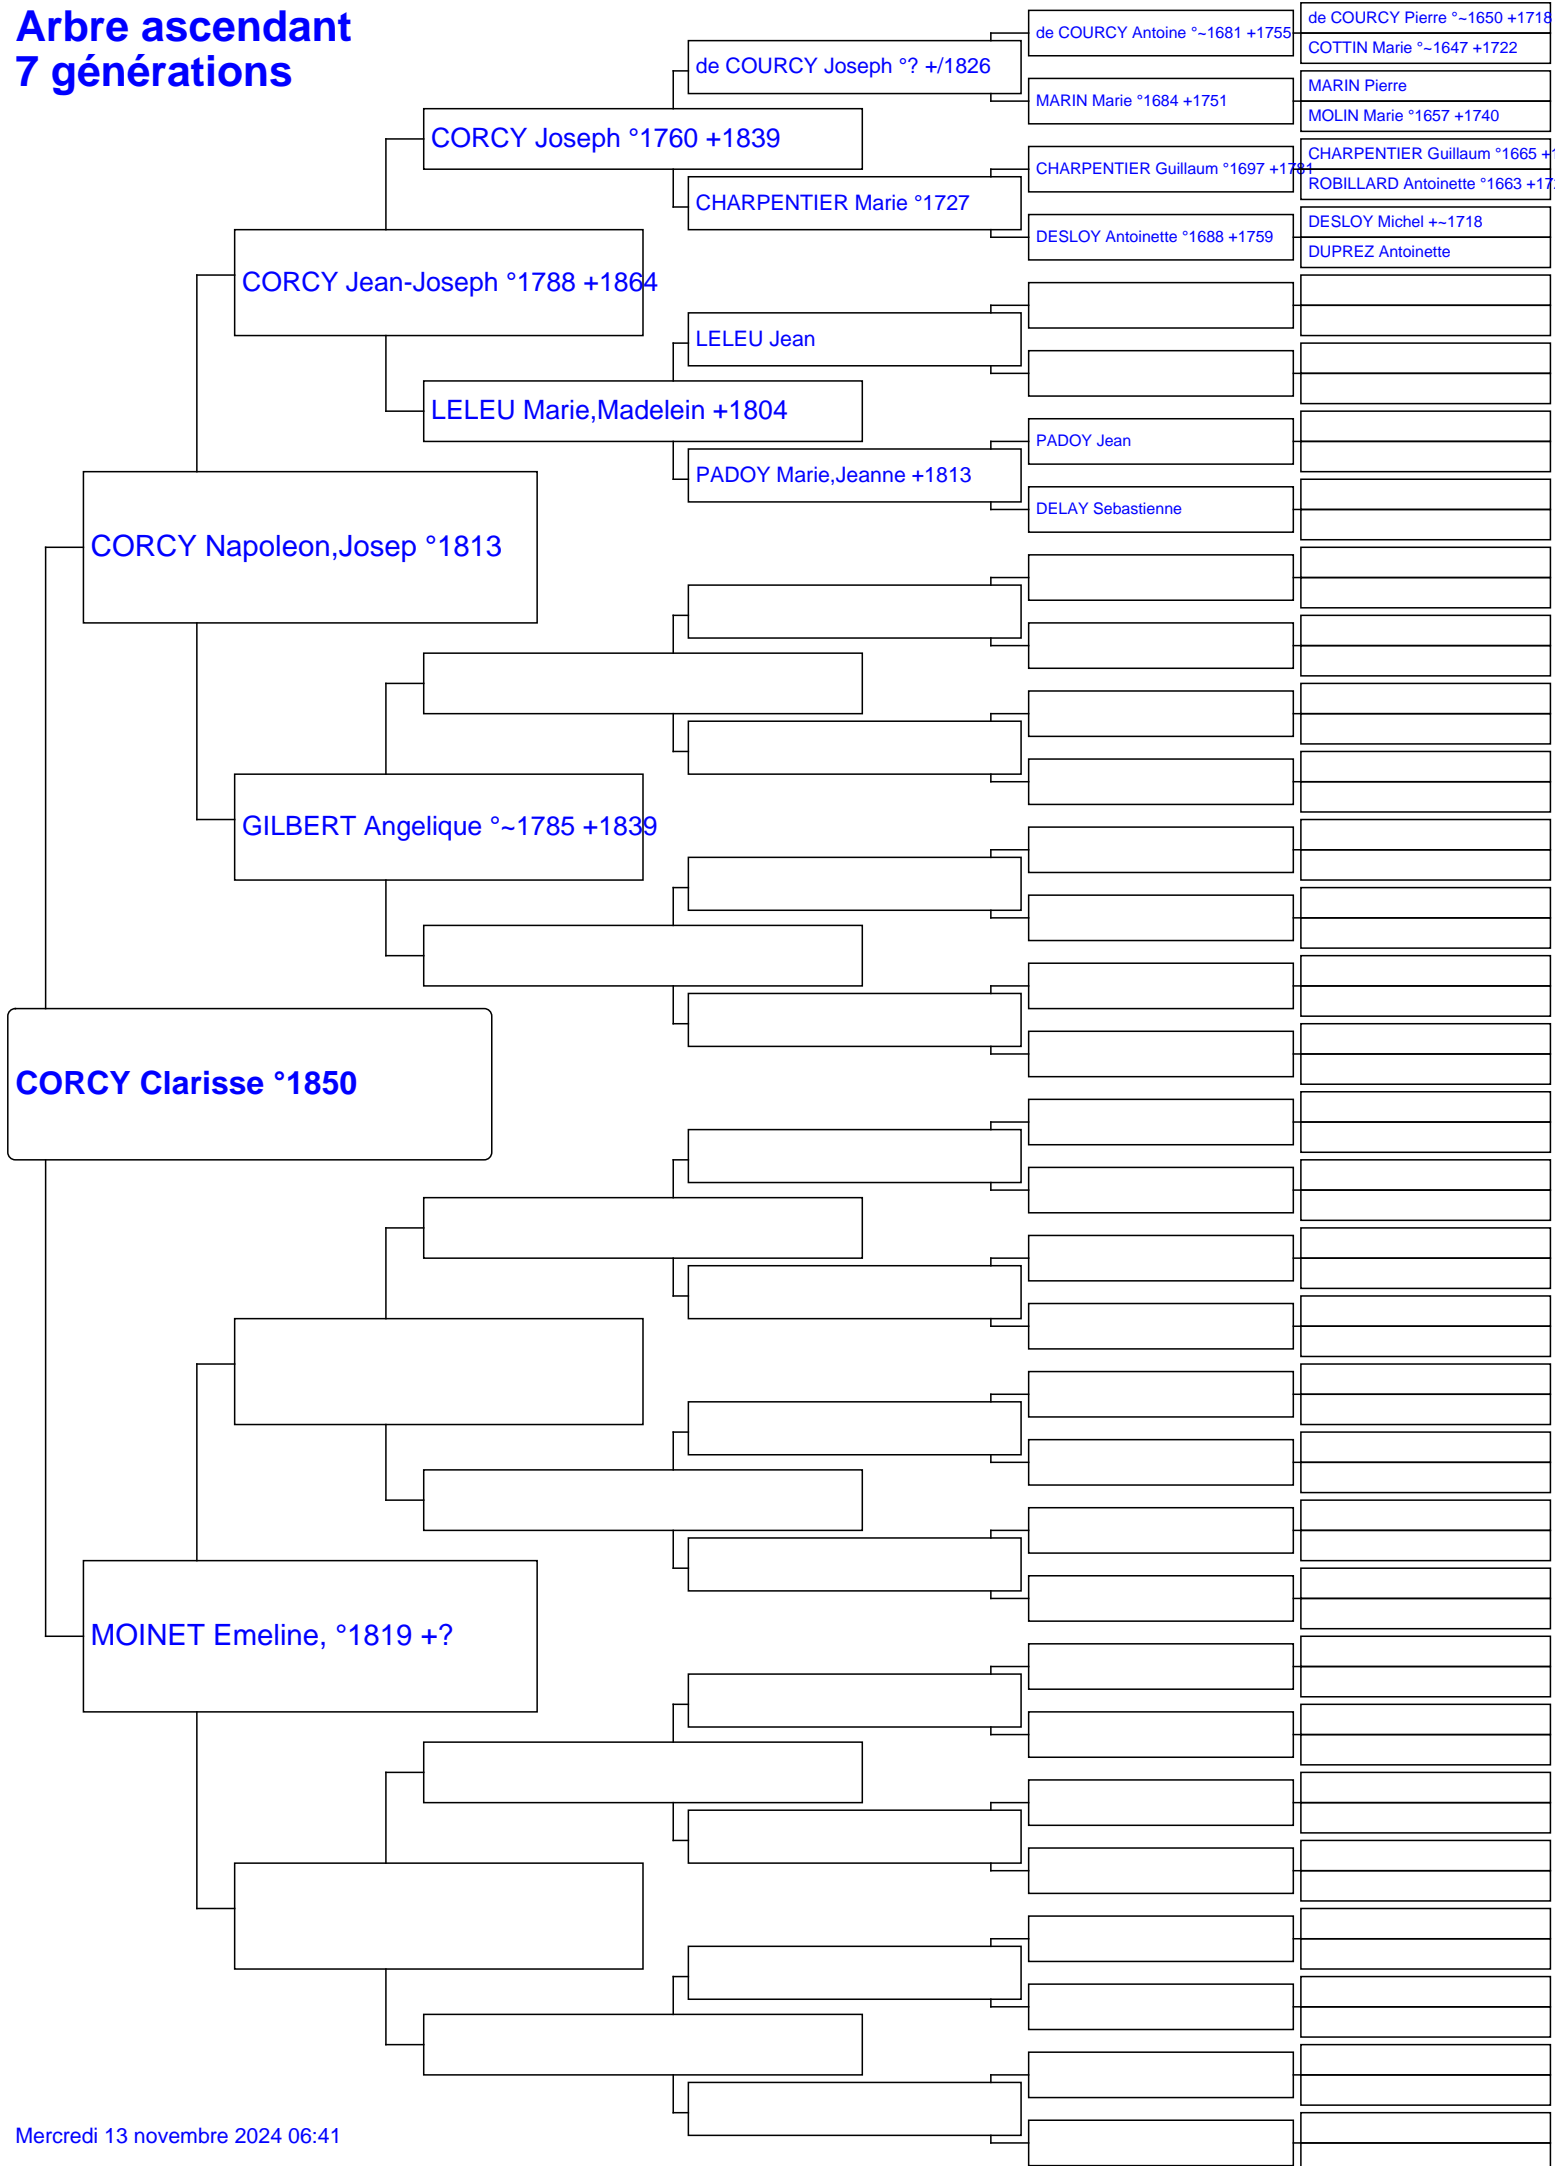 Arbre ascendant
7 générations
de COURCY Pierre °~1650 +1718
de COURCY Antoine °~1681 +1755
COTTIN Marie °~1647 +1722
de COURCY Joseph °? +/1826
MARIN Pierre
MARIN Marie °1684 +1751
MOLIN Marie °1657 +1740
CORCY Joseph °1760 +1839
CHARPENTIER Guillaum °1665
CHARPENTIER Guillaum °1697 +1781
ROBILLARD Antoinette °1663
CHARPENTIER Marie °1727
DESLOY Michel +~1718
DESLOY Antoinette °1688 +1759
DUPREZ Antoinette
CORCY Jean-Joseph °1788 +1864
LELEU Jean
LELEU Marie,Madelein +1804
PADOY Jean
PADOY Marie,Jeanne +1813
DELAY Sebastienne
CORCY Napoleon,Josep °1813
GILBERT Angelique °~1785 +1839
CORCY Clarisse °1850
MOINET Emeline, °1819 +?
Mercredi 13 novembre 2024 06:41